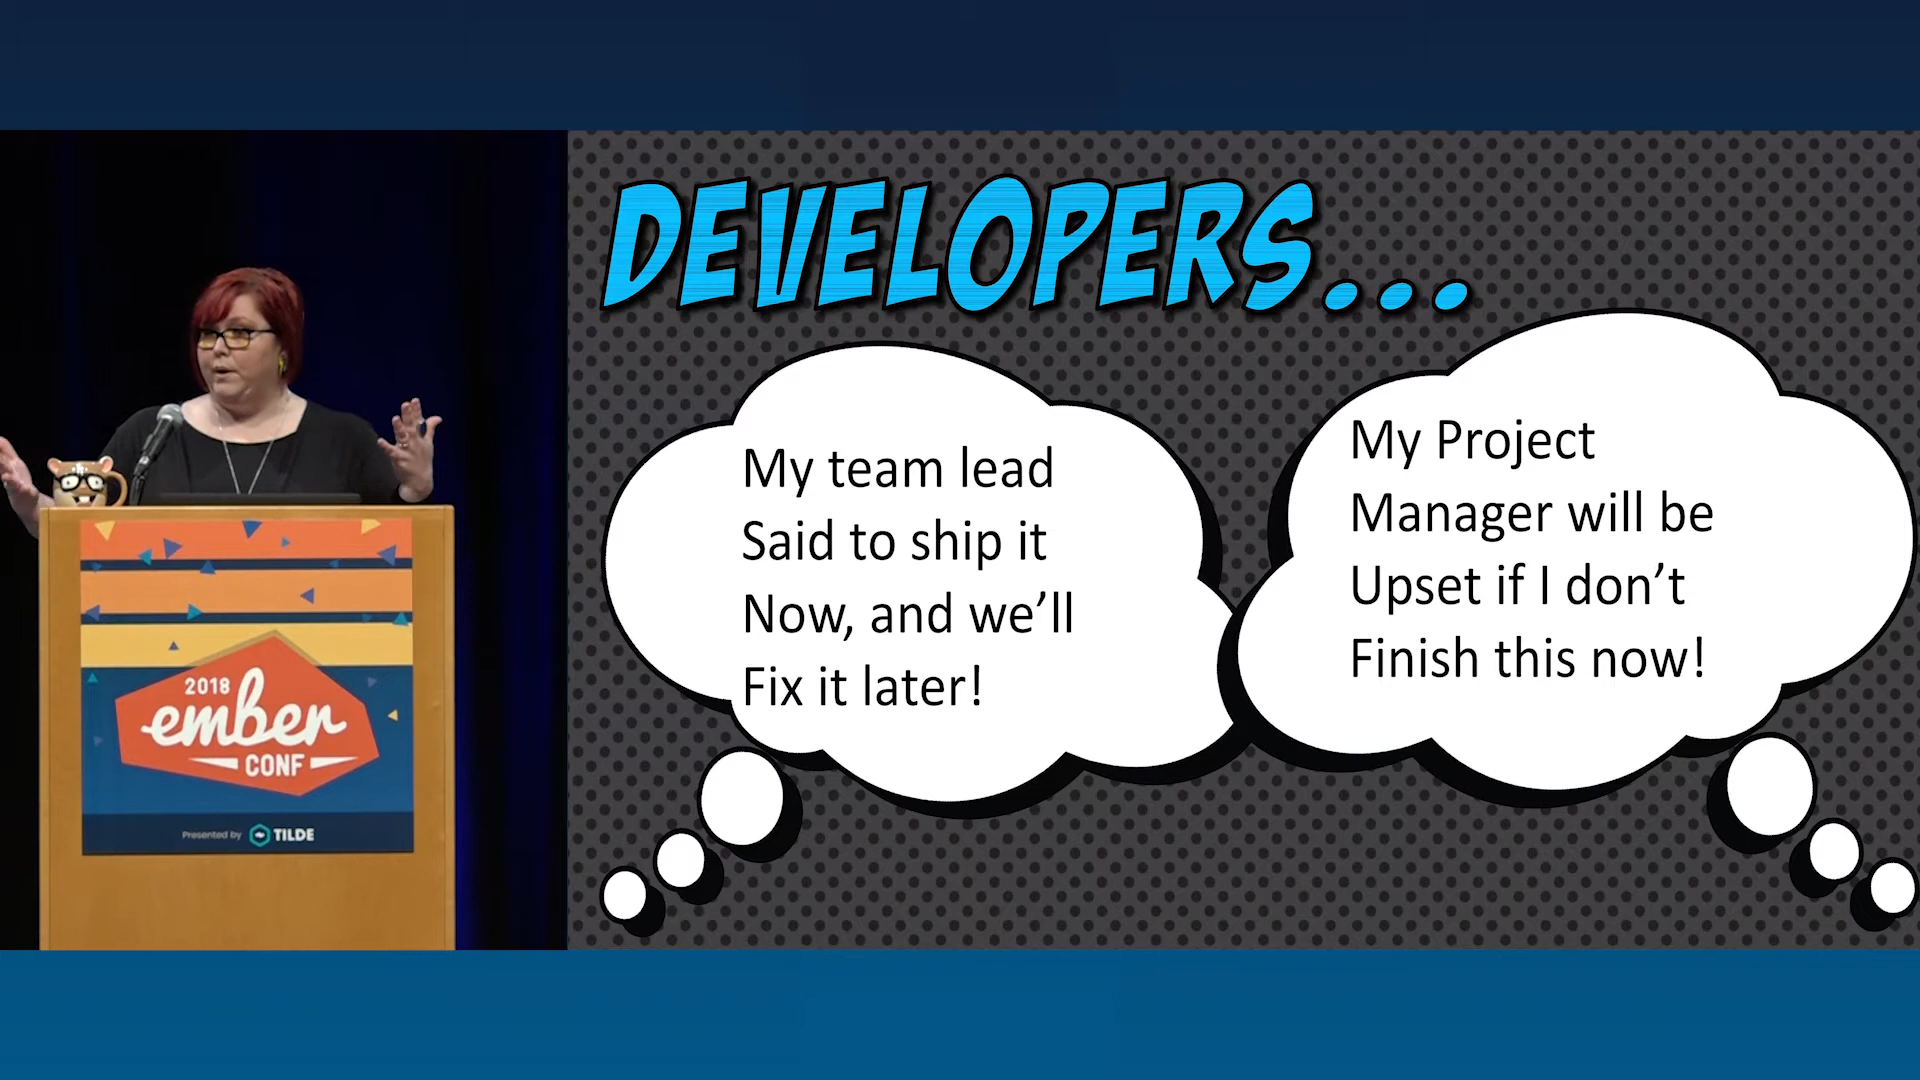 DEVELOPERS...
My team lead
Said to ship it
Now, and we'll
Fix it later!
My Project
Manager will be
Upset if I don't
Finish this now!
2018
ember
CONF
Presented by TILDE